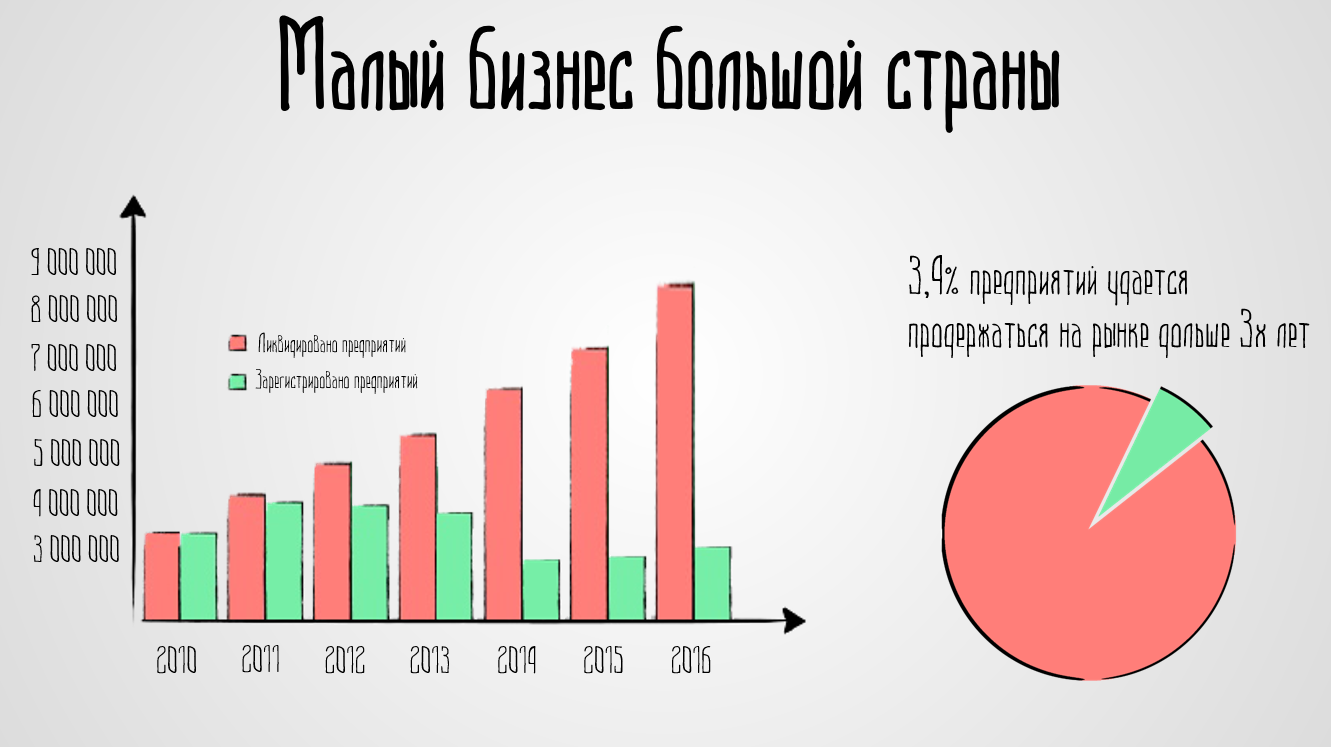 Малый бизнес большой страны
9 000 000
8 000 000
7 000 000
6 000 000
5 000 000
4 000 000
3 000 000
Ликвидировано предприятий
Зарегистрировано предприятий
2010 2011 2012 2013 2014 2015 2016
3,4% предприятий удается
продержаться на рынке дольше 3х лет